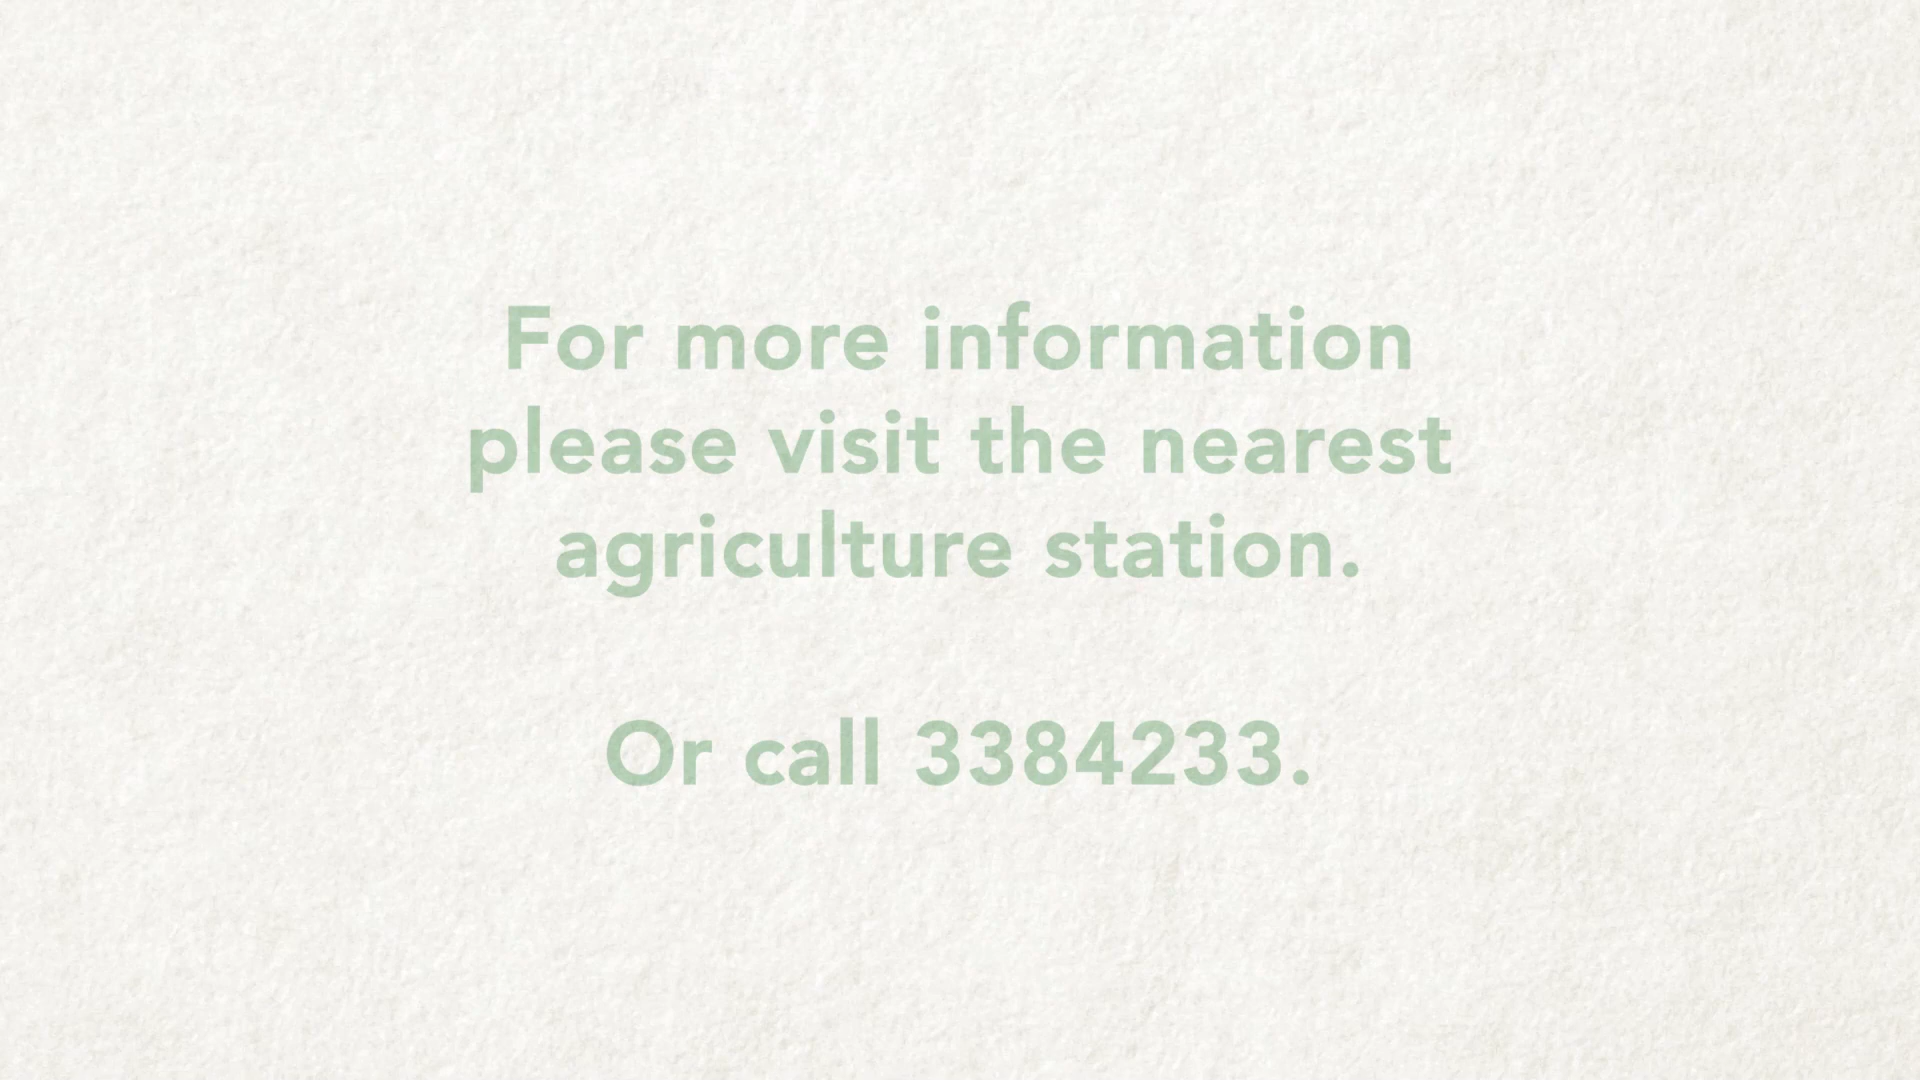 For more information
please visit the nearest
agriculture station.
Or call 3384233.